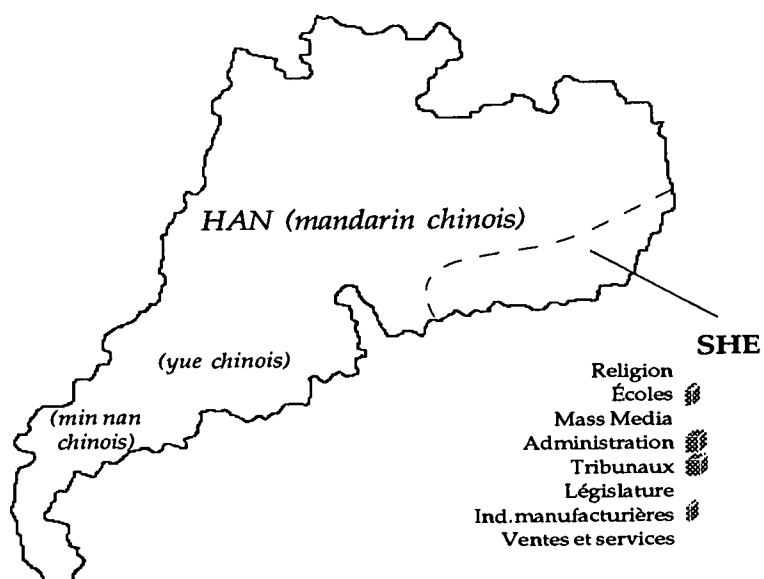 HAN (mandarin chinois)
(yue chinois)
(min nan
chinois)
SHE
Religion
Écoles
Mass Media
Administration
Tribunaux
Législature
Ind. manufacturières
Ventes et services